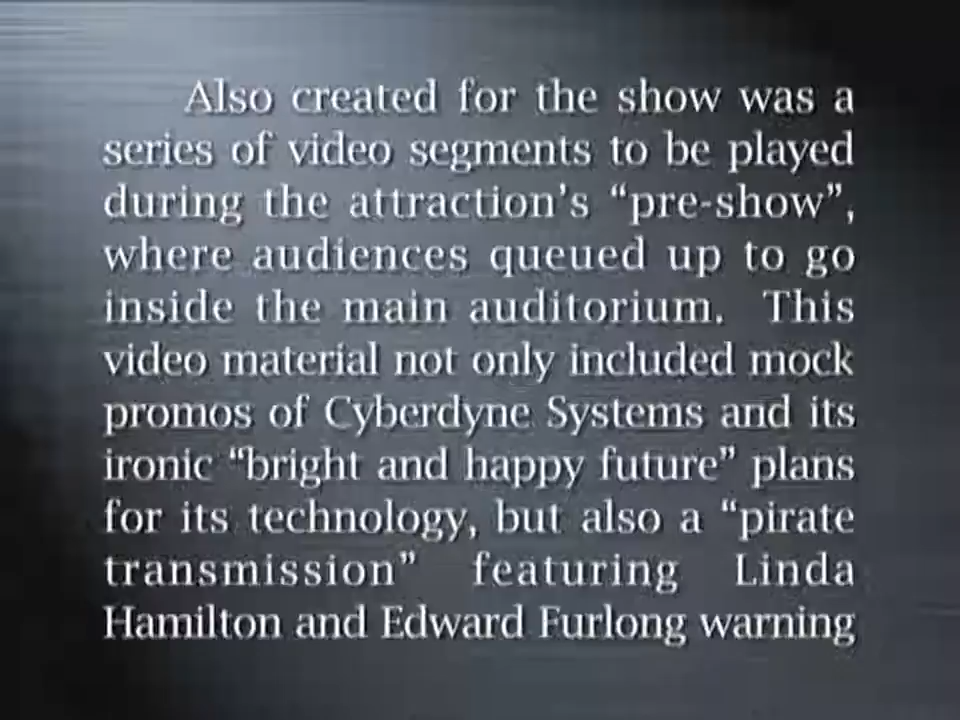 Also created for the show was a
series of video segments to be played
during the attraction’s “pre-show”,
where audiences queued up to go
inside the main auditorium. This
video material not only included mock
promos of Cyberdyne Systems and its
ironic “bright and happy future” plans
for its technology, but also a “pirate
transmission” featuring Linda
Hamilton and Edward Furlong warning